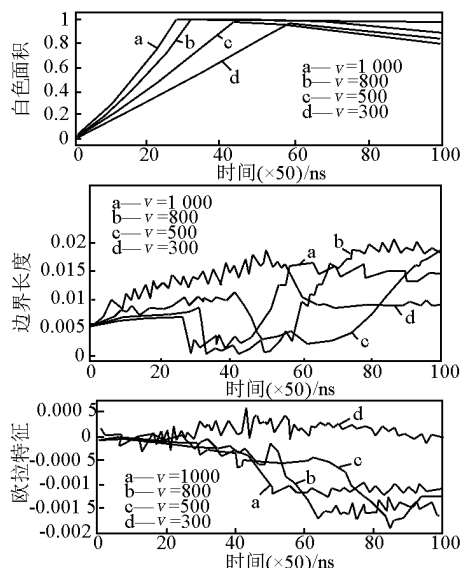 白色面积
1
0.8
0.6
0.4
0.2
0
a
b
c
d
a—v=1 000
b—v=800
c—v=500
d—v=300
0 20 40 60 80 100
时间(×50)/ns
边界长度
0.02
0.015
0.01
0.005
0
a—v=1 000
b—v=800
c—v=500
d—v=300
a
b
d
c
0 20 40 60 80 100
时间(×50)/ns
欧拉特征
0.000 5
0
-0.000 5
-0.001
-0.001 5
-0.002
d
c
b
a
a—v=1000
b—v=800
c—v=500
d—v=300
0 20 40 60 80 100
时间(×50)/ns